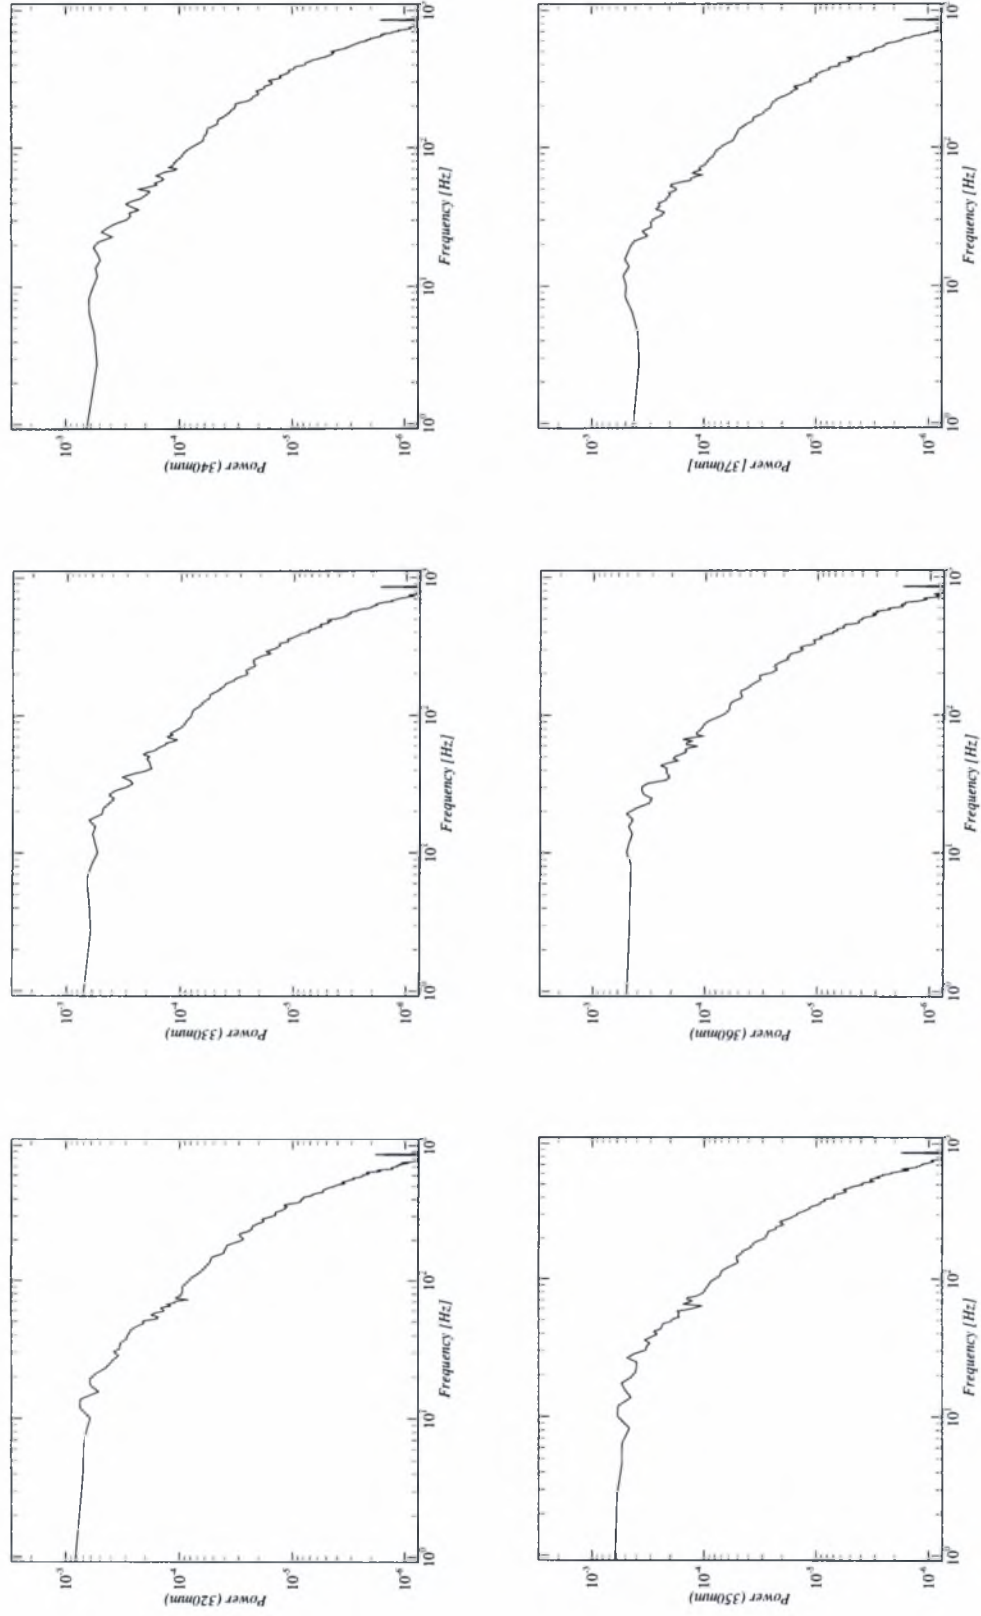 Power (320mm)
10⁻³
10⁻⁴
10⁻⁵
10⁻⁶
10⁰ 10¹ 10² 10³
Frequency [Hz]
Power (330mm)
10⁻³
10⁻⁴
10⁻⁵
10⁻⁶
10⁰ 10¹ 10² 10³
Frequency [Hz]
Power (340mm)
10⁻³
10⁻⁴
10⁻⁵
10⁻⁶
10⁰ 10¹ 10² 10³
Frequency [Hz]
Power (350mm)
10⁻³
10⁻⁴
10⁻⁵
10⁻⁶
10⁰ 10¹ 10² 10³
Frequency [Hz]
Power (360mm)
10⁻³
10⁻⁴
10⁻⁵
10⁻⁶
10⁰ 10¹ 10² 10³
Frequency [Hz]
Power [370mm]
10⁻³
10⁻⁴
10⁻⁵
10⁻⁶
10⁰ 10¹ 10² 10³
Frequency [Hz]